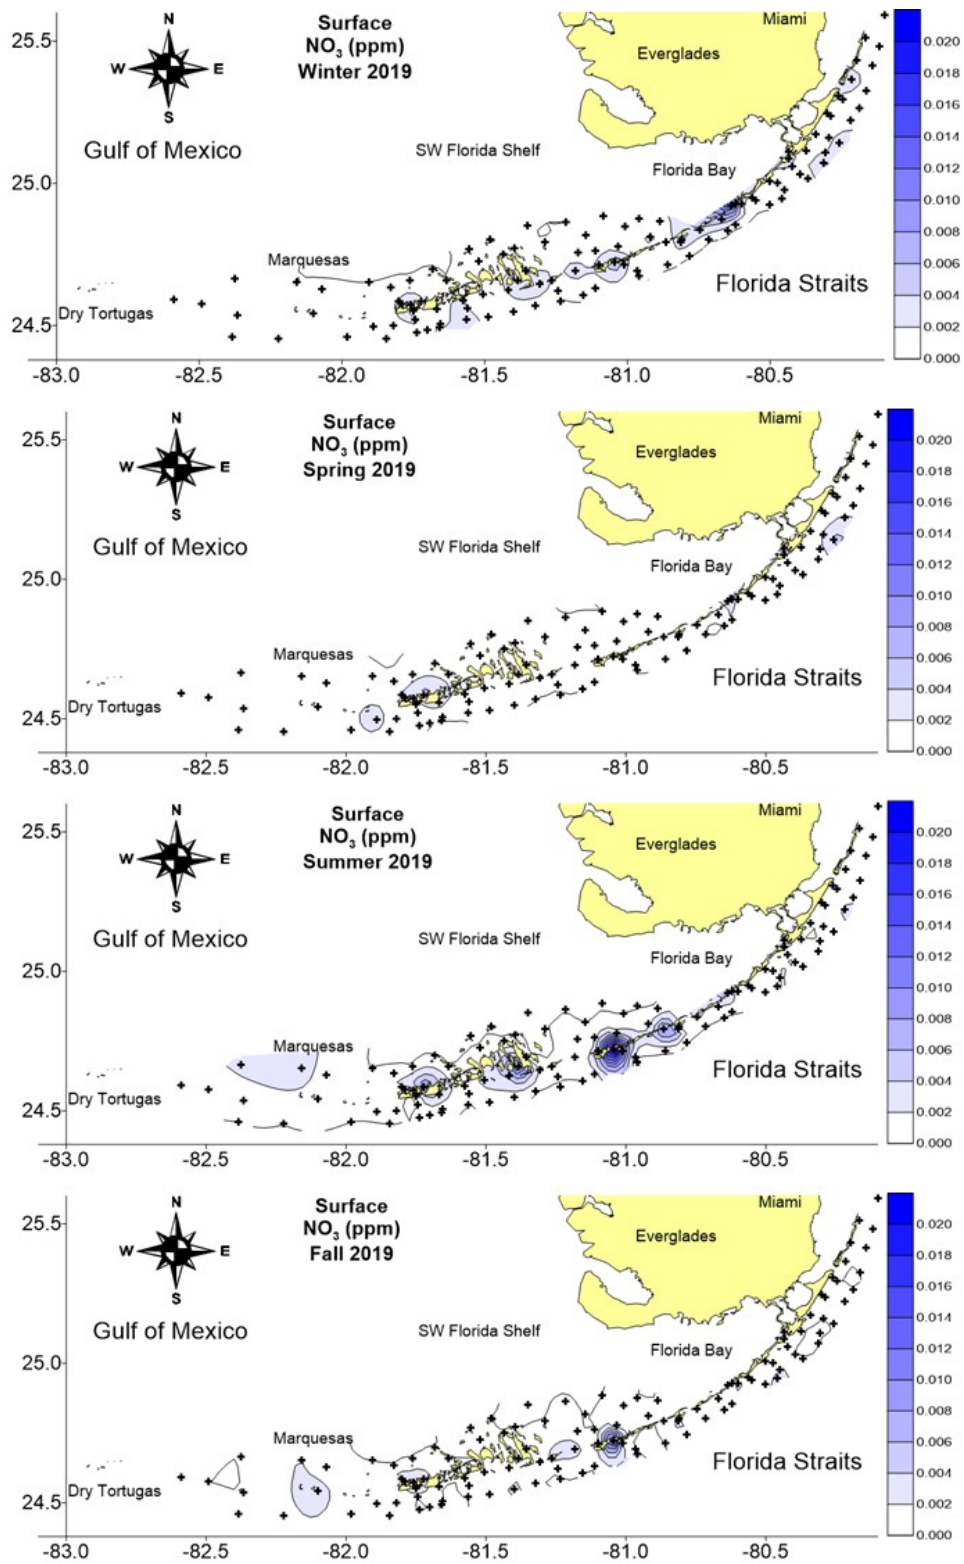 Surface
NO₃ (ppm)
Winter 2019
N
W E
S
Miami
Everglades
Gulf of Mexico
SW Florida Shelf
Florida Bay
Marquesas
Florida Straits
Dry Tortugas
25.5
25.0
24.5
-83.0 -82.5 -82.0 -81.5 -81.0 -80.5
0.020
0.018
0.016
0.014
0.012
0.010
0.008
0.006
0.004
0.002
0.000
Surface
NO₃ (ppm)
Spring 2019
N
W E
S
Miami
Everglades
Gulf of Mexico
SW Florida Shelf
Florida Bay
Marquesas
Florida Straits
Dry Tortugas
25.5
25.0
24.5
-83.0 -82.5 -82.0 -81.5 -81.0 -80.5
0.020
0.018
0.016
0.014
0.012
0.010
0.008
0.006
0.004
0.002
0.000
Surface
NO₃ (ppm)
Summer 2019
N
W E
S
Miami
Everglades
Gulf of Mexico
SW Florida Shelf
Florida Bay
Marquesas
Florida Straits
Dry Tortugas
25.5
25.0
24.5
-83.0 -82.5 -82.0 -81.5 -81.0 -80.5
0.020
0.018
0.016
0.014
0.012
0.010
0.008
0.006
0.004
0.002
0.000
Surface
NO₃ (ppm)
Fall 2019
N
W E
S
Miami
Everglades
Gulf of Mexico
SW Florida Shelf
Florida Bay
Marquesas
Florida Straits
Dry Tortugas
25.5
25.0
24.5
-83.0 -82.5 -82.0 -81.5 -81.0 -80.5
0.020
0.018
0.016
0.014
0.012
0.010
0.008
0.006
0.004
0.002
0.000